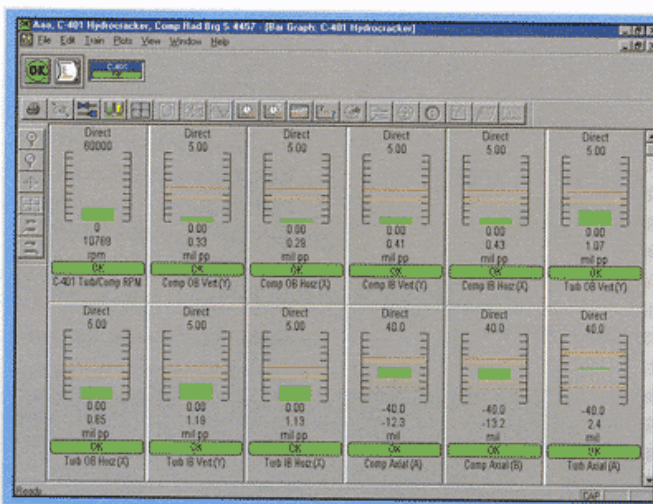 App, C-401 Hydrocracker, Comp Rad Brg S 4457 - [Bar Graph: C-401 Hydrocracker]
File Edit Train Plots View Window Help
OK
C-401
Direct Direct Direct Direct Direct Direct
60000 5.00 5.00 5.00 5.00 5.00
0 0.00 0.00 0.00 0.00 0.00
10769 0.33 0.29 0.41 0.43 1.07
rpm mil pp mil pp mil pp mil pp mil pp
OK OK OK OK OK OK
C-401 Turb/Comp RPM Comp OB Vert(Y) Comp OB Horz(X) Comp IB Vert(Y) Comp IB Horz(X) Turb OB Vert(Y)
Direct Direct Direct Direct Direct Direct
5.00 5.00 5.00 40.0 40.0 40.0
0.00 0.00 0.00 -40.0 -40.0 -40.0
0.85 1.19 1.13 -12.3 -13.2 2.4
mil pp mil pp mil pp mil mil mil
OK OK OK OK OK OK
Turb OB Horz(X) Turb IB Vert(Y) Turb IB Horz(X) Comp Axial(A) Comp Axial(B) Turb Axial(A)
Ready
CAP